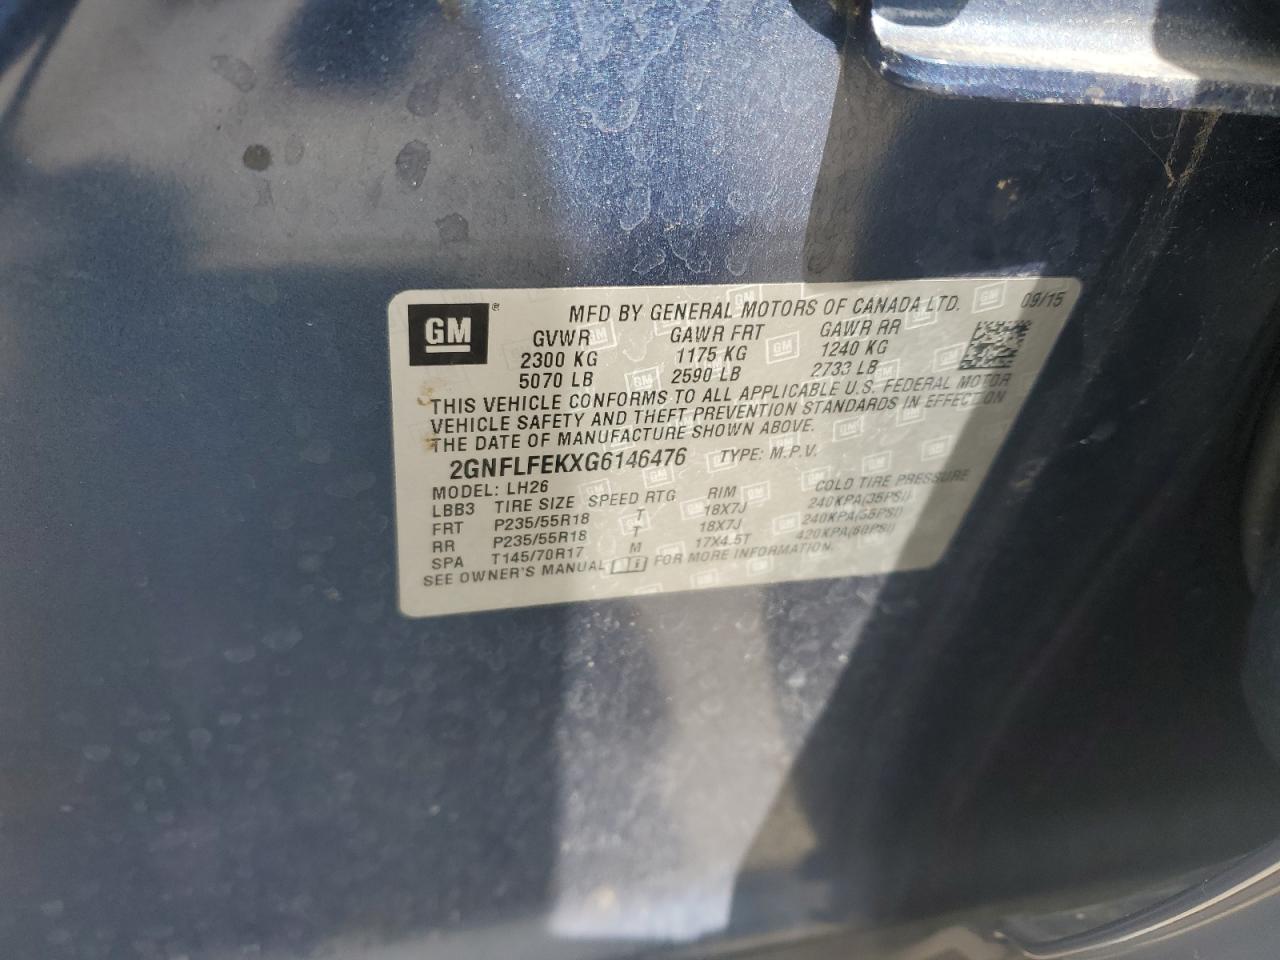 GM ® MFD BY GENERAL MOTORS OF CANADA LTD. 09/15
GVWR GAWR FRT GAWR RR
2300 KG 1175 KG 1240 KG
5070 LB 2590 LB 2733 LB
THIS VEHICLE CONFORMS TO ALL APPLICABLE U.S. FEDERAL MOTOR
VEHICLE SAFETY AND THEFT PREVENTION STANDARDS IN EFFECT ON
THE DATE OF MANUFACTURE SHOWN ABOVE.
2GNFLFEKXG6146476 TYPE: M.P.V.
MODEL: LH26
LBB3 TIRE SIZE SPEED RTG RIM COLD TIRE PRESSURE
FRT P235/55R18 T 18X7J 240KPA(35PSI)
RR P235/55R18 T 18X7J 240KPA(35PSI)
SPA T145/70R17 M 17X4.5T 420KPA(60PSI)
SEE OWNER'S MANUAL FOR MORE INFORMATION.